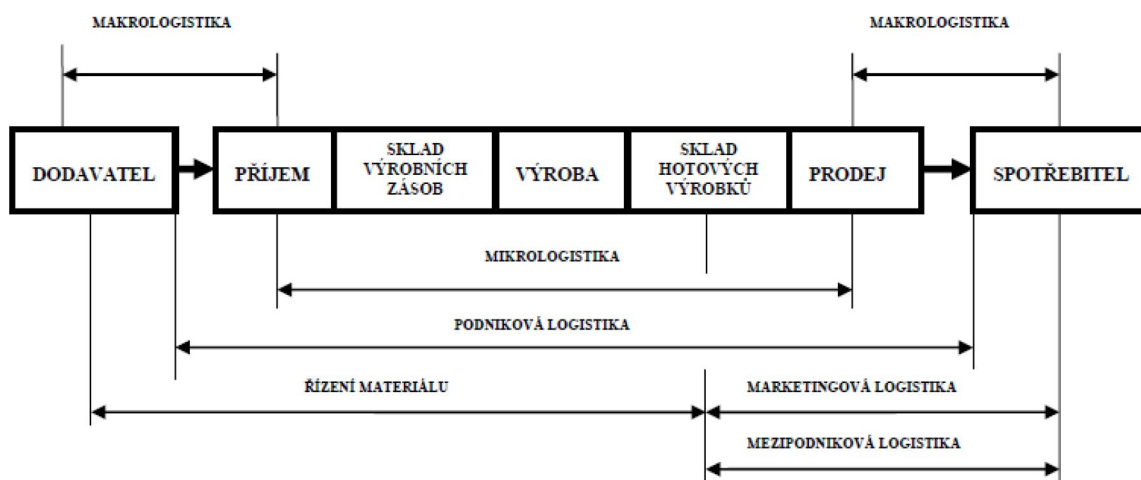 MAKROLOGISTIKA
MAKROLOGISTIKA
DODAVATEL
PŘÍJEM
SKLAD
VÝROBNÍCH
ZÁSOB
VÝROBA
SKLAD
HOTOVÝCH
VÝROBKŮ
PRODEJ
SPOTŘEBITEL
MIKROLOGISTIKA
PODNIKOVÁ LOGISTIKA
ŘÍZENÍ MATERIÁLU
MARKETINGOVÁ LOGISTIKA
MEZIPODNIKOVÁ LOGISTIKA